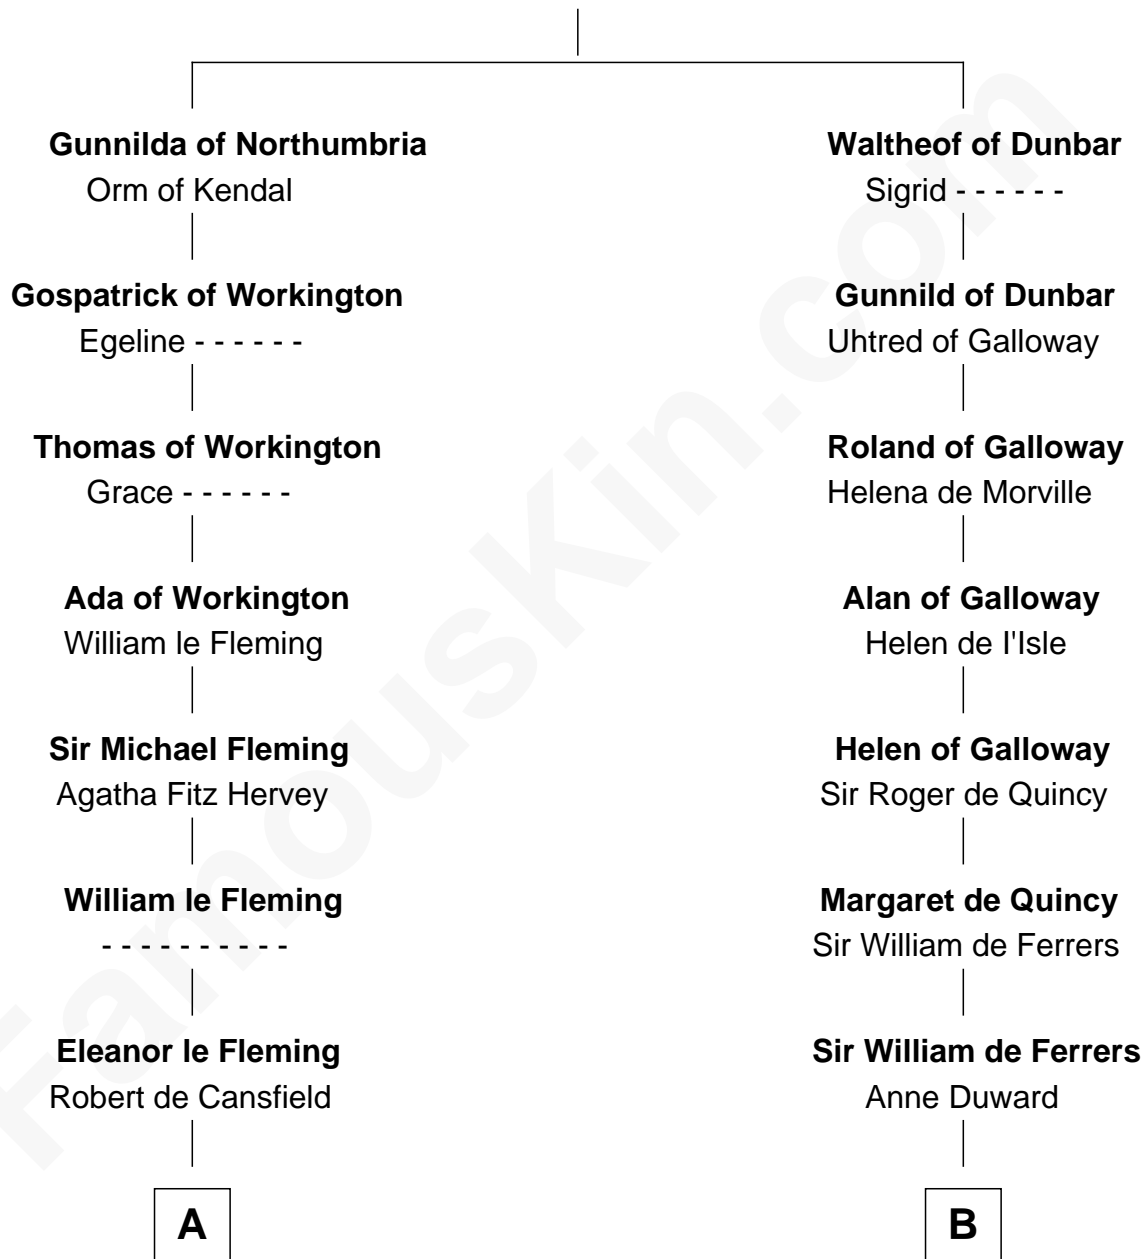 Gunnilda of Northumbria
Orm of Kendal
Gospatrick of Workington
Egeline - - - - - -
Thomas of Workington
Grace - - - - - -
Ada of Workington
William le Fleming
Sir Michael Fleming
Agatha Fitz Hervey
William le Fleming
- - - - - - - - - -
Eleanor le Fleming
Robert de Cansfield
A
Waltheof of Dunbar
Sigrid - - - - - -
Gunnild of Dunbar
Uhtred of Galloway
Roland of Galloway
Helena de Morville
Alan of Galloway
Helen de I'Isle
Helen of Galloway
Sir Roger de Quincy
Margaret de Quincy
Sir William de Ferrers
Sir William de Ferrers
Anne Duward
B
FamousKin.com